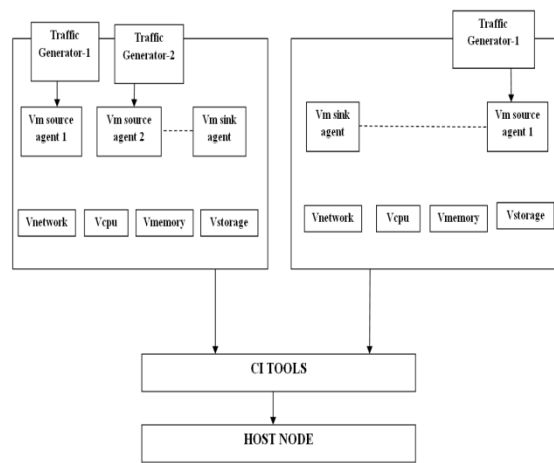 Traffic
Generator-1
Traffic
Generator-2
Vm source
agent 1
Vm source
agent 2
Vm sink
agent
Vnetwork
Vcpu
Vmemory
Vstorage
Traffic
Generator-1
Vm sink
agent
Vm source
agent 1
Vnetwork
Vcpu
Vmemory
Vstorage
CI TOOLS
HOST NODE